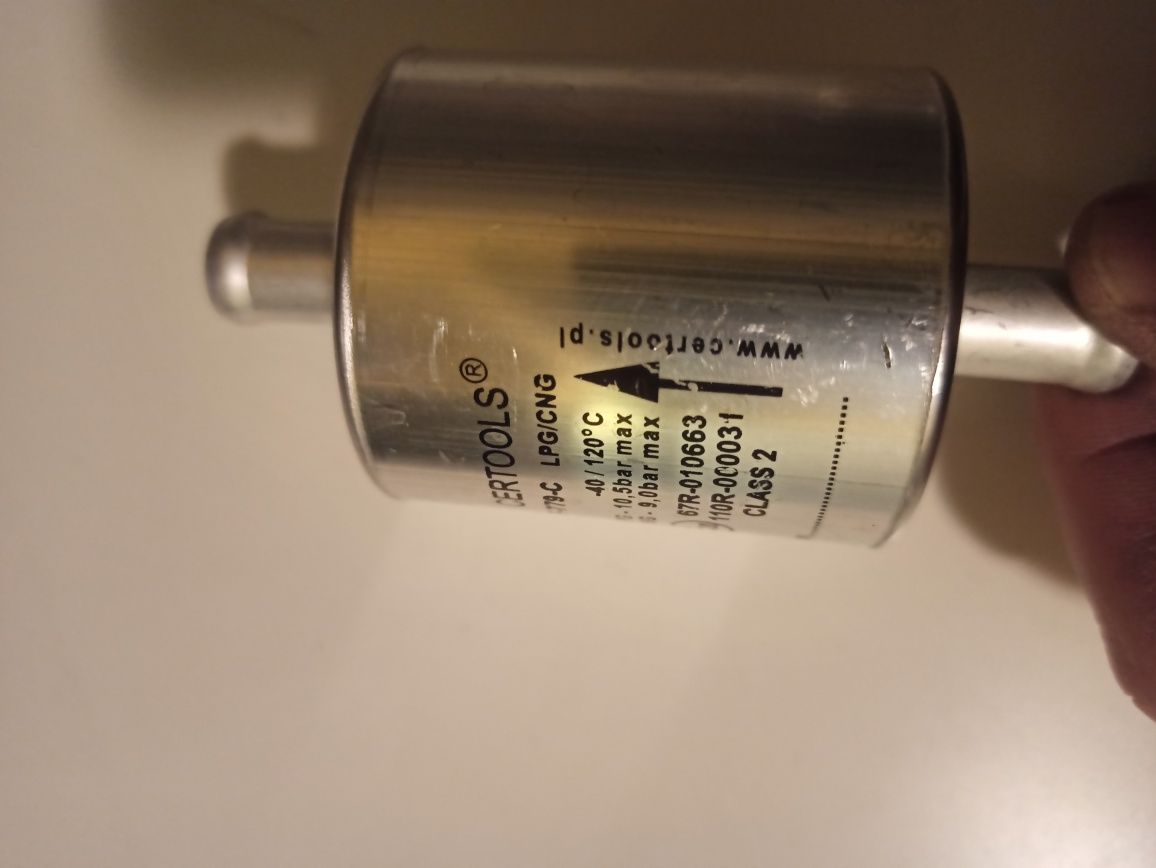 CERTOOLS®
779-C LPG/CNG
-40/120°C
- 10,5bar max
- 9,0bar max
67R-010663
110R-000031
CLASS 2
www.certools.pl